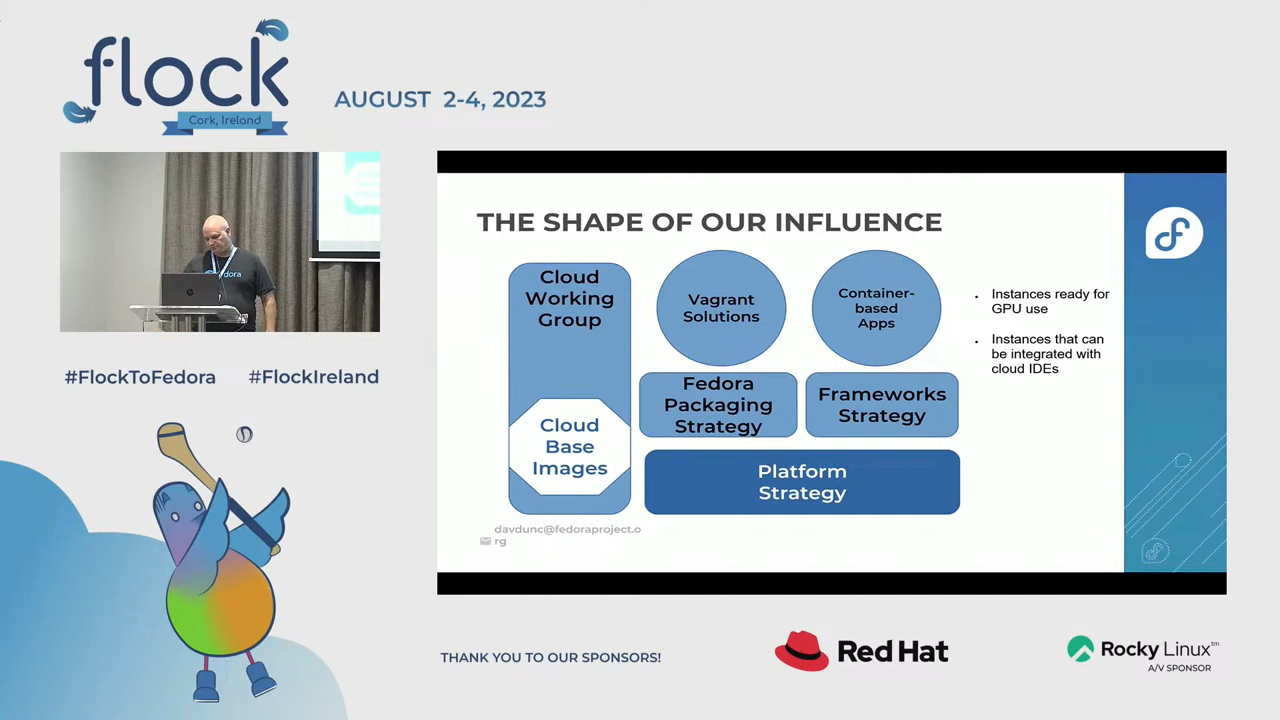 flock
Cork, Ireland
AUGUST 2-4, 2023
fedora
hp
#FlockToFedora #FlockIreland
THE SHAPE OF OUR INFLUENCE
Cloud
Working
Group
Vagrant
Solutions
Container-
based
Apps
Fedora
Packaging
Strategy
Frameworks
Strategy
Cloud
Base
Images
Platform
Strategy
• Instances ready for
GPU use
• Instances that can
be integrated with
cloud IDEs
davdunc@fedoraproject.o
rg
THANK YOU TO OUR SPONSORS!
Red Hat
Rocky Linux™
A/V SPONSOR